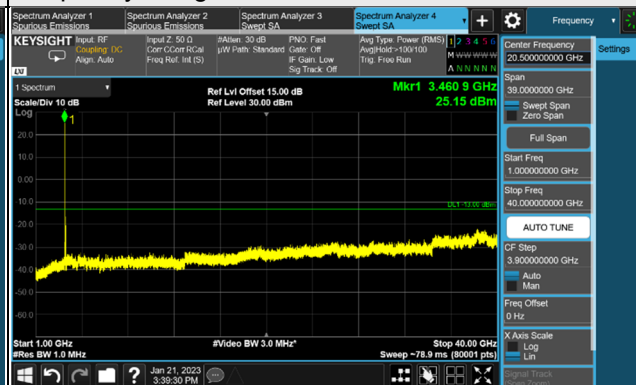 Spectrum Analyzer 1
Spurious Emissions
Spectrum Analyzer 2
Spurious Emissions
Spectrum Analyzer 3
Swept SA
Spectrum Analyzer 4
Swept SA
Frequency
KEYSIGHT
Input: RF
Coupling: DC
Align: Auto
Input Z: 50 Ω
Corr CCorr RCal
Freq Ref: Int (S)
#Atten: 30 dB
µW Path: Standard
PNO: Fast
Gate: Off
IF Gain: Low
Sig Track: Off
Avg Type: Power (RMS)
Avg|Hold:>100/100
Trig: Free Run
1 2 3 4 5 6
M W W W W W
A N N N N N
LXI
1 Spectrum
Scale/Div 10 dB
Log
Ref Lvl Offset 15.00 dB
Ref Level 30.00 dBm
Mkr1 3.460 9 GHz
25.15 dBm
1
20.0
10.0
0.00
-10.0
-20.0
-30.0
-40.0
-50.0
-60.0
DL1 -13.00 dBm
Start 1.00 GHz
#Res BW 1.0 MHz
#Video BW 3.0 MHz*
Stop 40.00 GHz
Sweep ~78.9 ms (80001 pts)
Jan 21, 2023
3:39:30 PM
Center Frequency
20.500000000 GHz
Settings
Span
39.0000000 GHz
Swept Span
Zero Span
Full Span
Start Freq
1.000000000 GHz
Stop Freq
40.000000000 GHz
AUTO TUNE
CF Step
3.900000000 GHz
Auto
Man
Freq Offset
0 Hz
X Axis Scale
Log
Lin
Signal Track
(Span Zoom)